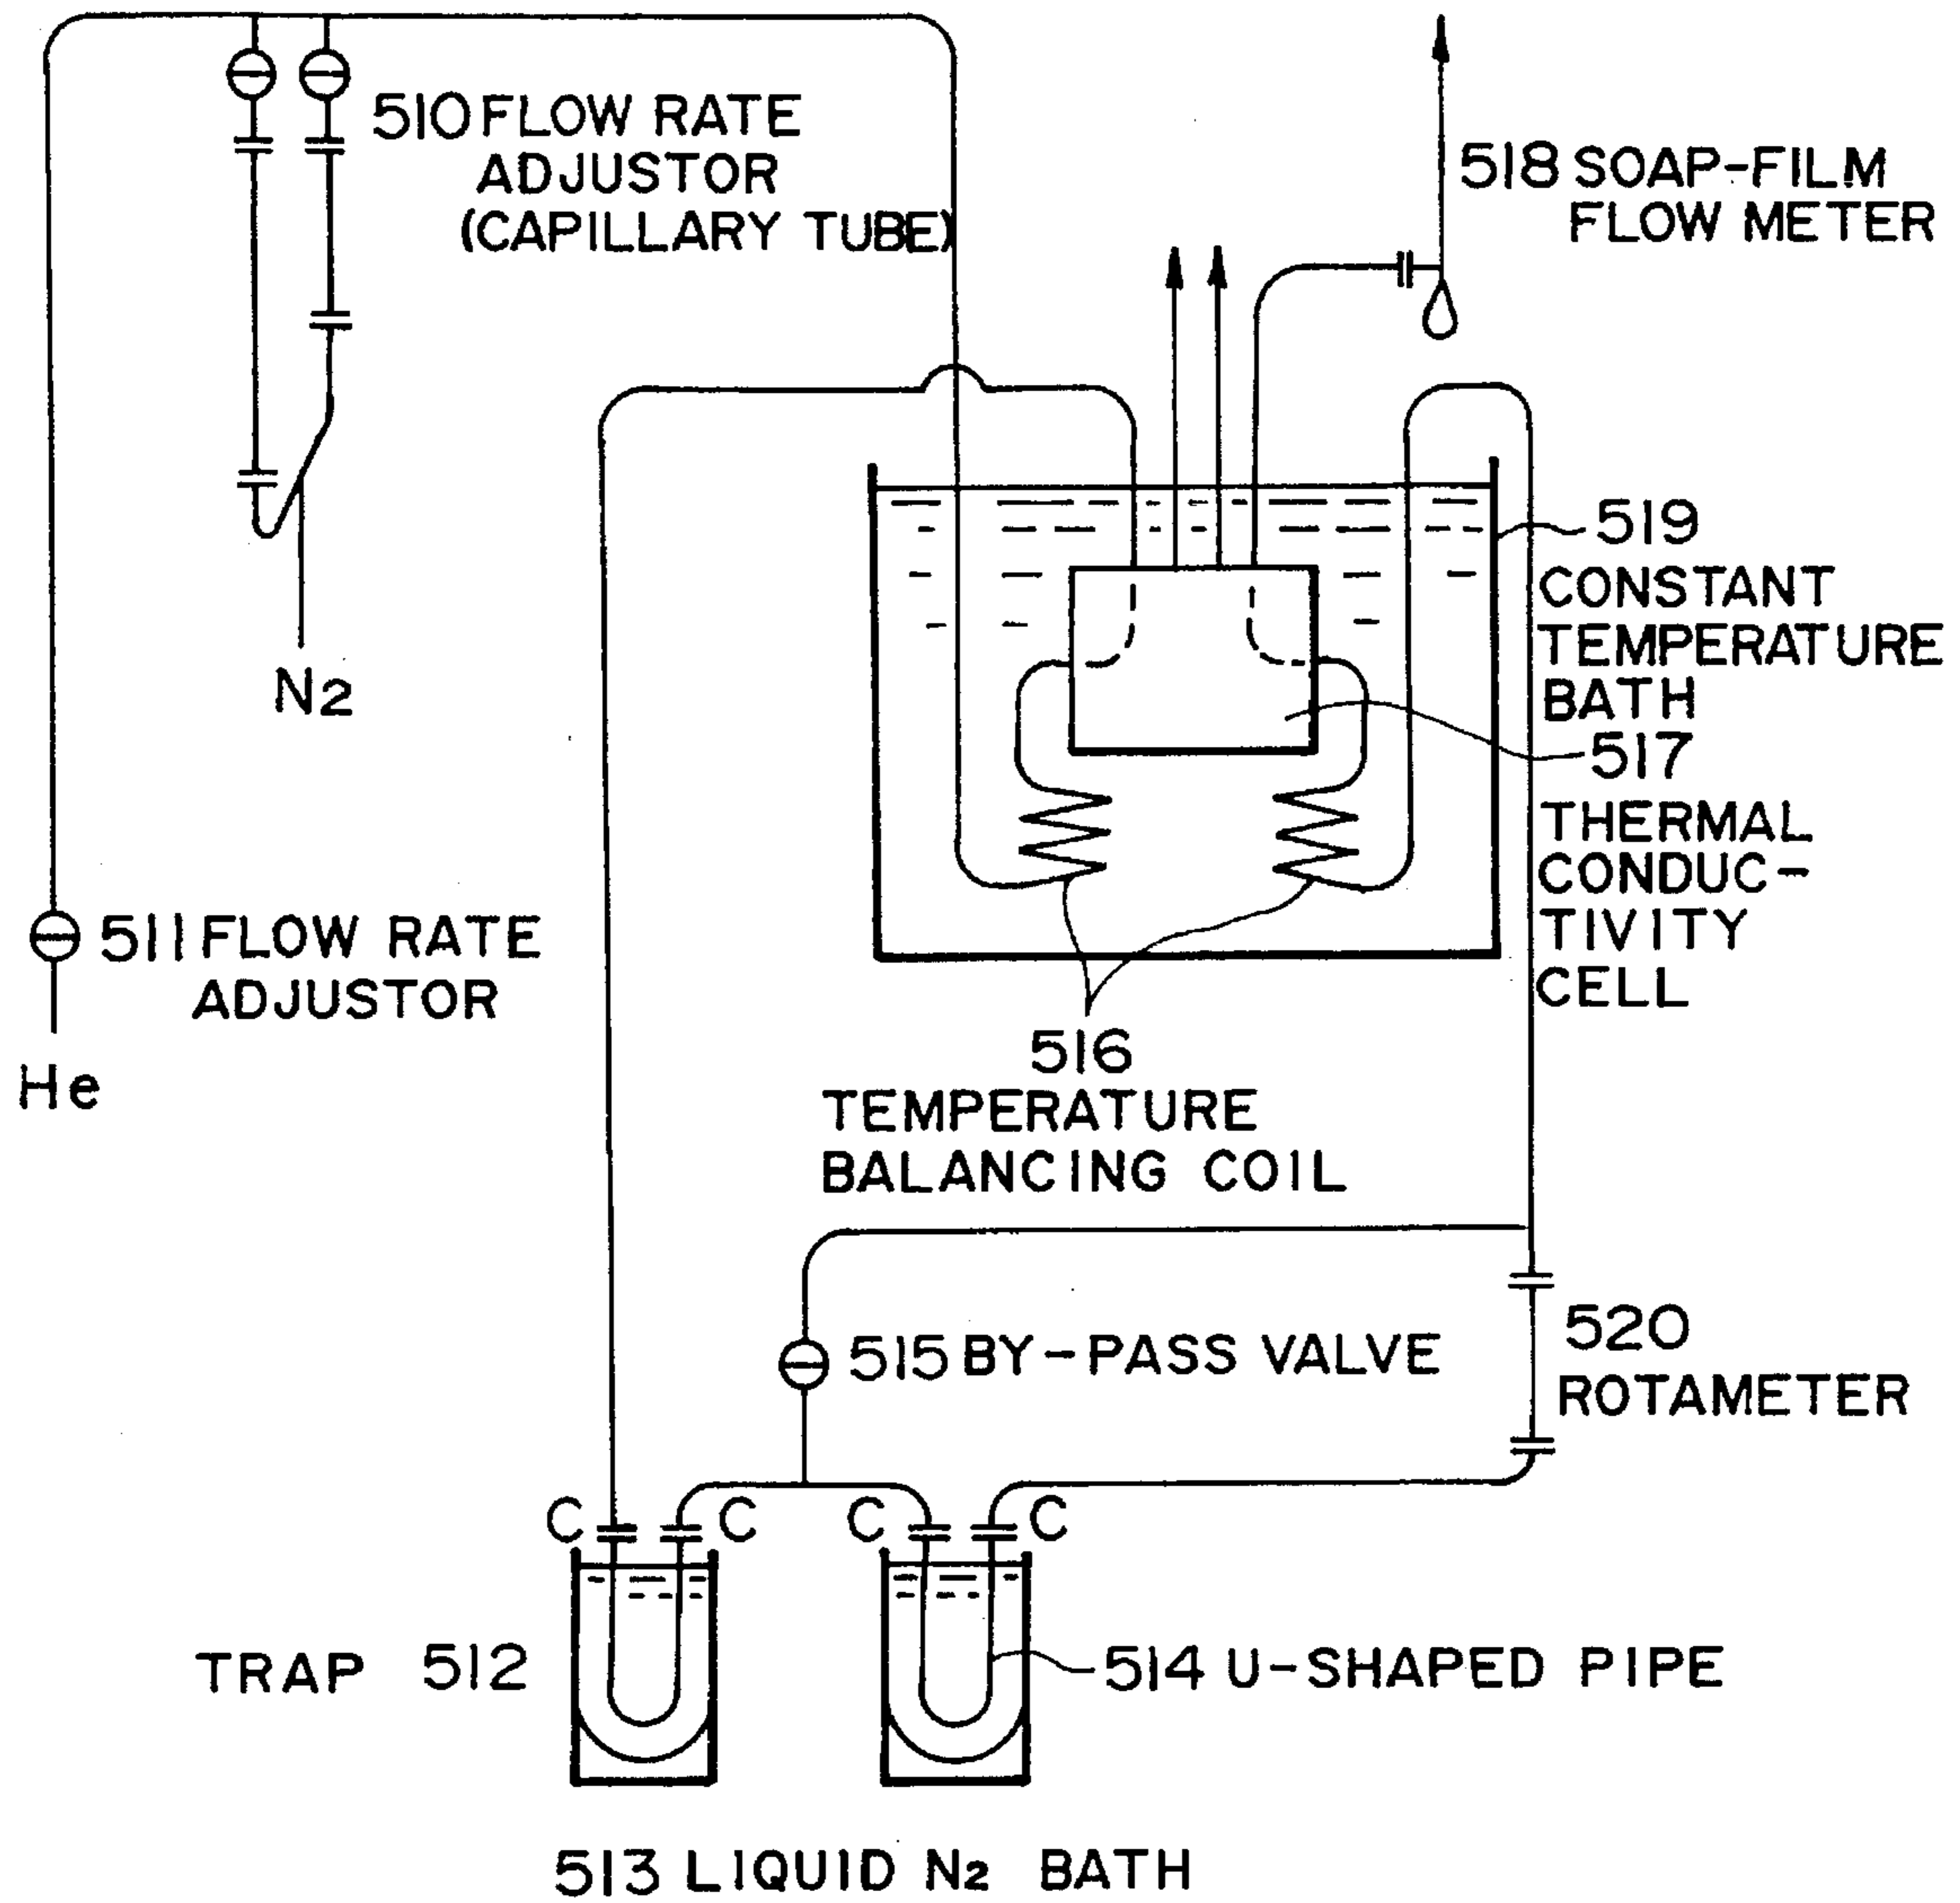 510 FLOW RATE
ADJUSTOR
(CAPILLARY TUBE)
518 SOAP-FILM
FLOW METER
N2
519
CONSTANT
TEMPERATURE
BATH
517
THERMAL
CONDUC-
TIVITY
CELL
511 FLOW RATE
ADJUSTOR
He
516
TEMPERATURE
BALANCING COIL
515 BY-PASS VALVE
520
ROTAMETER
C C C C
TRAP 512
514 U-SHAPED PIPE
513 LIQUID N2 BATH